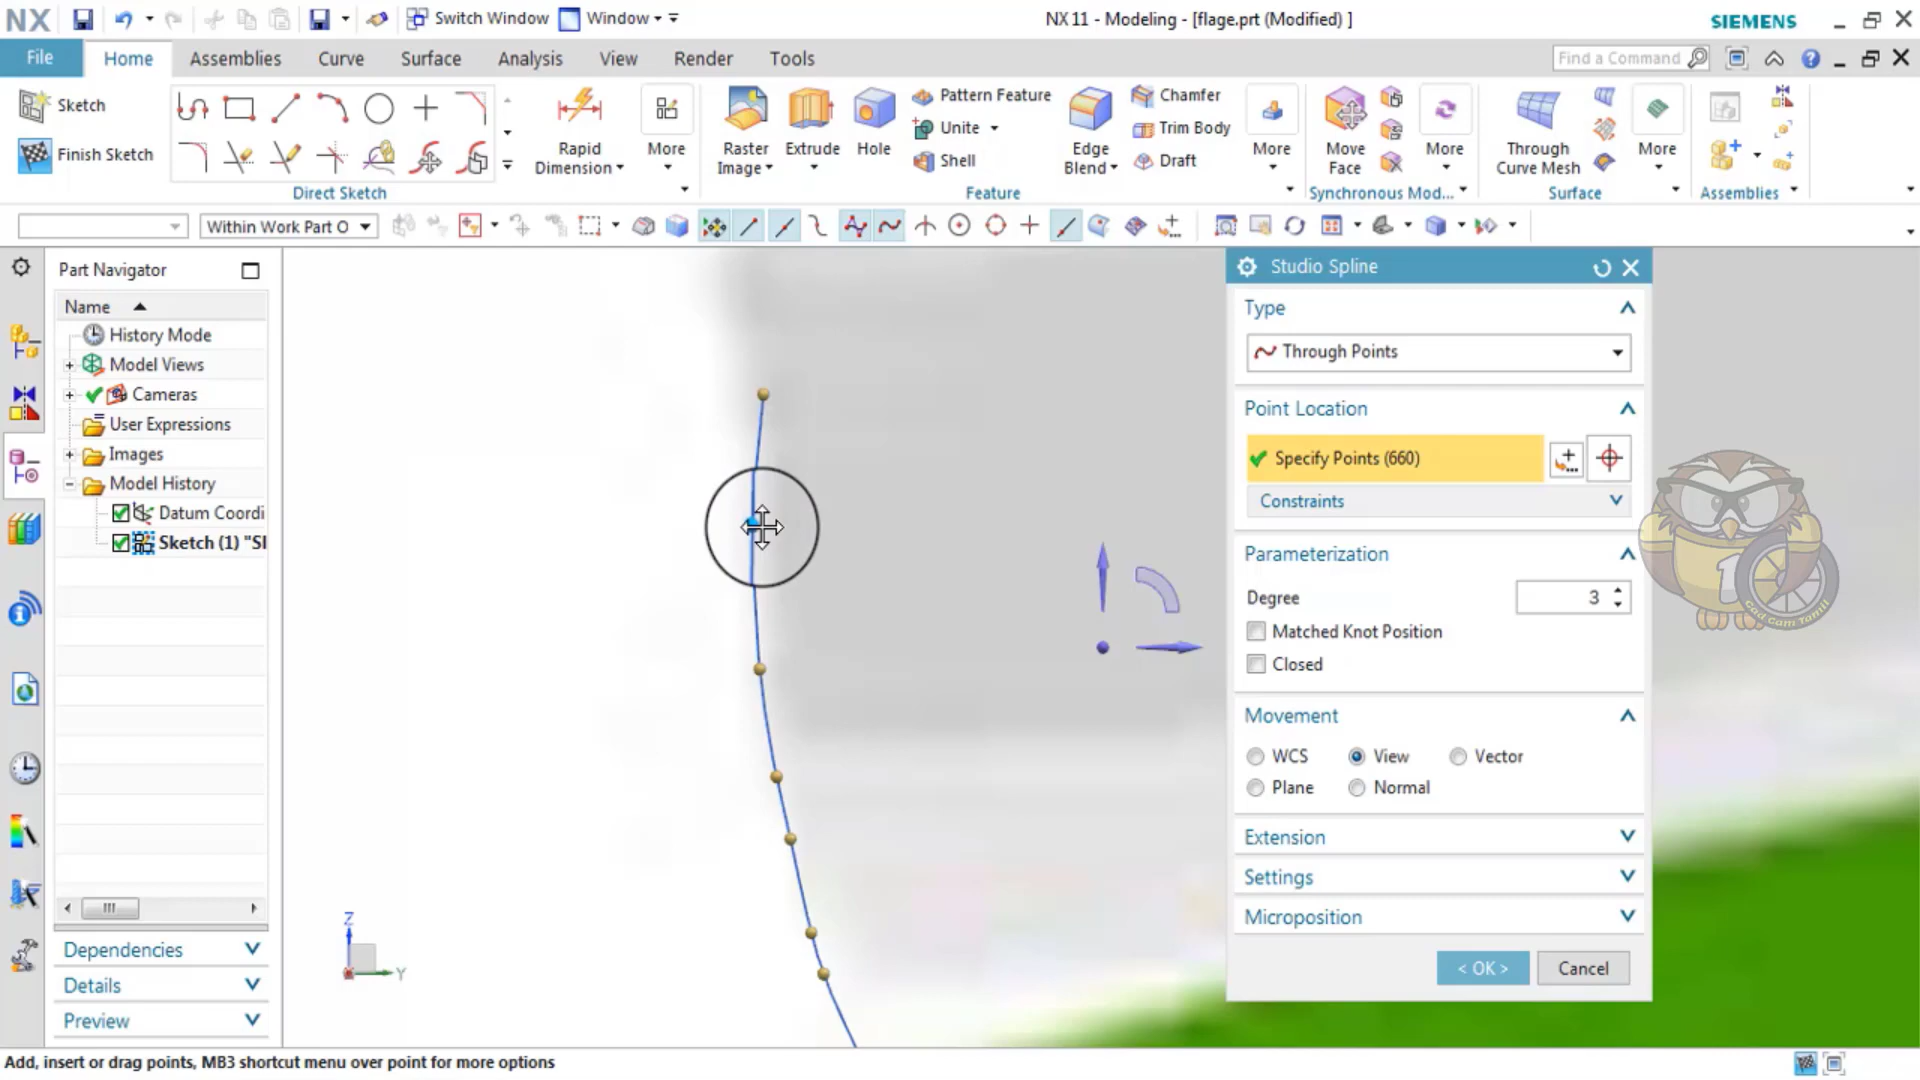 NX Switch Window Window NX 11 - Modeling - [flage.prt (Modified) ] SIEMENS
File Home Assemblies Curve Surface Analysis View Render Tools Find a Command
Sketch
Finish Sketch
Direct Sketch
Rapid
Dimension
More
Raster
Image
Extrude
Hole
Pattern Feature
Unite
Shell
Edge
Blend
Chamfer
Trim Body
Draft
More
Feature
Move
Face
More
Synchronous Mod...
Through
Curve Mesh
More
Surface
Assemblies
Within Work Part O
Part Navigator
Name
History Mode
Model Views
Cameras
User Expressions
Images
Model History
Datum Coordi
Sketch (1) "SI
Dependencies
Details
Preview
Z
Y
Studio Spline
Type
Through Points
Point Location
Specify Points (660)
Constraints
Parameterization
Degree 3
Matched Knot Position
Closed
Movement
WCS View Vector
Plane Normal
Extension
Settings
Microposition
< OK > Cancel
Cad Cam Tamil
Add, insert or drag points, MB3 shortcut menu over point for more options